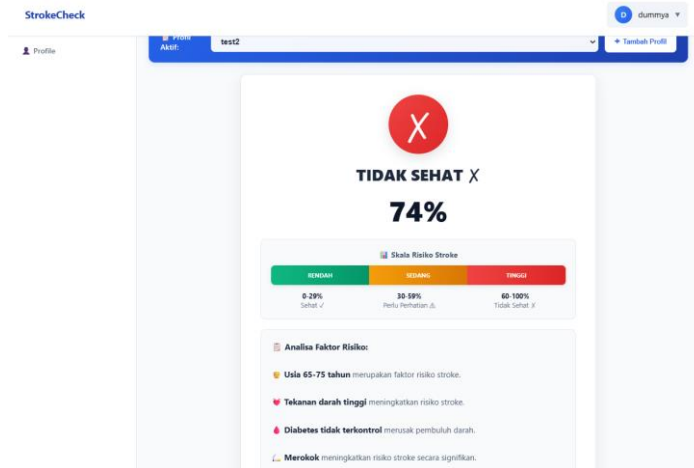 StrokeCheck
D dummya ▼
👤 Profile
Profil
Aktif:
test2
+ Tambah Profil
✗
TIDAK SEHAT ✗
74%
📊 Skala Risiko Stroke
RENDAH SEDANG TINGGI
0-29% 30-59% 60-100%
Sehat ✓ Perlu Perhatian ⚠ Tidak Sehat ✗
📋 Analisa Faktor Risiko:
Usia 65-75 tahun merupakan faktor risiko stroke.
Tekanan darah tinggi meningkatkan risiko stroke.
Diabetes tidak terkontrol merusak pembuluh darah.
Merokok meningkatkan risiko stroke secara signifikan.